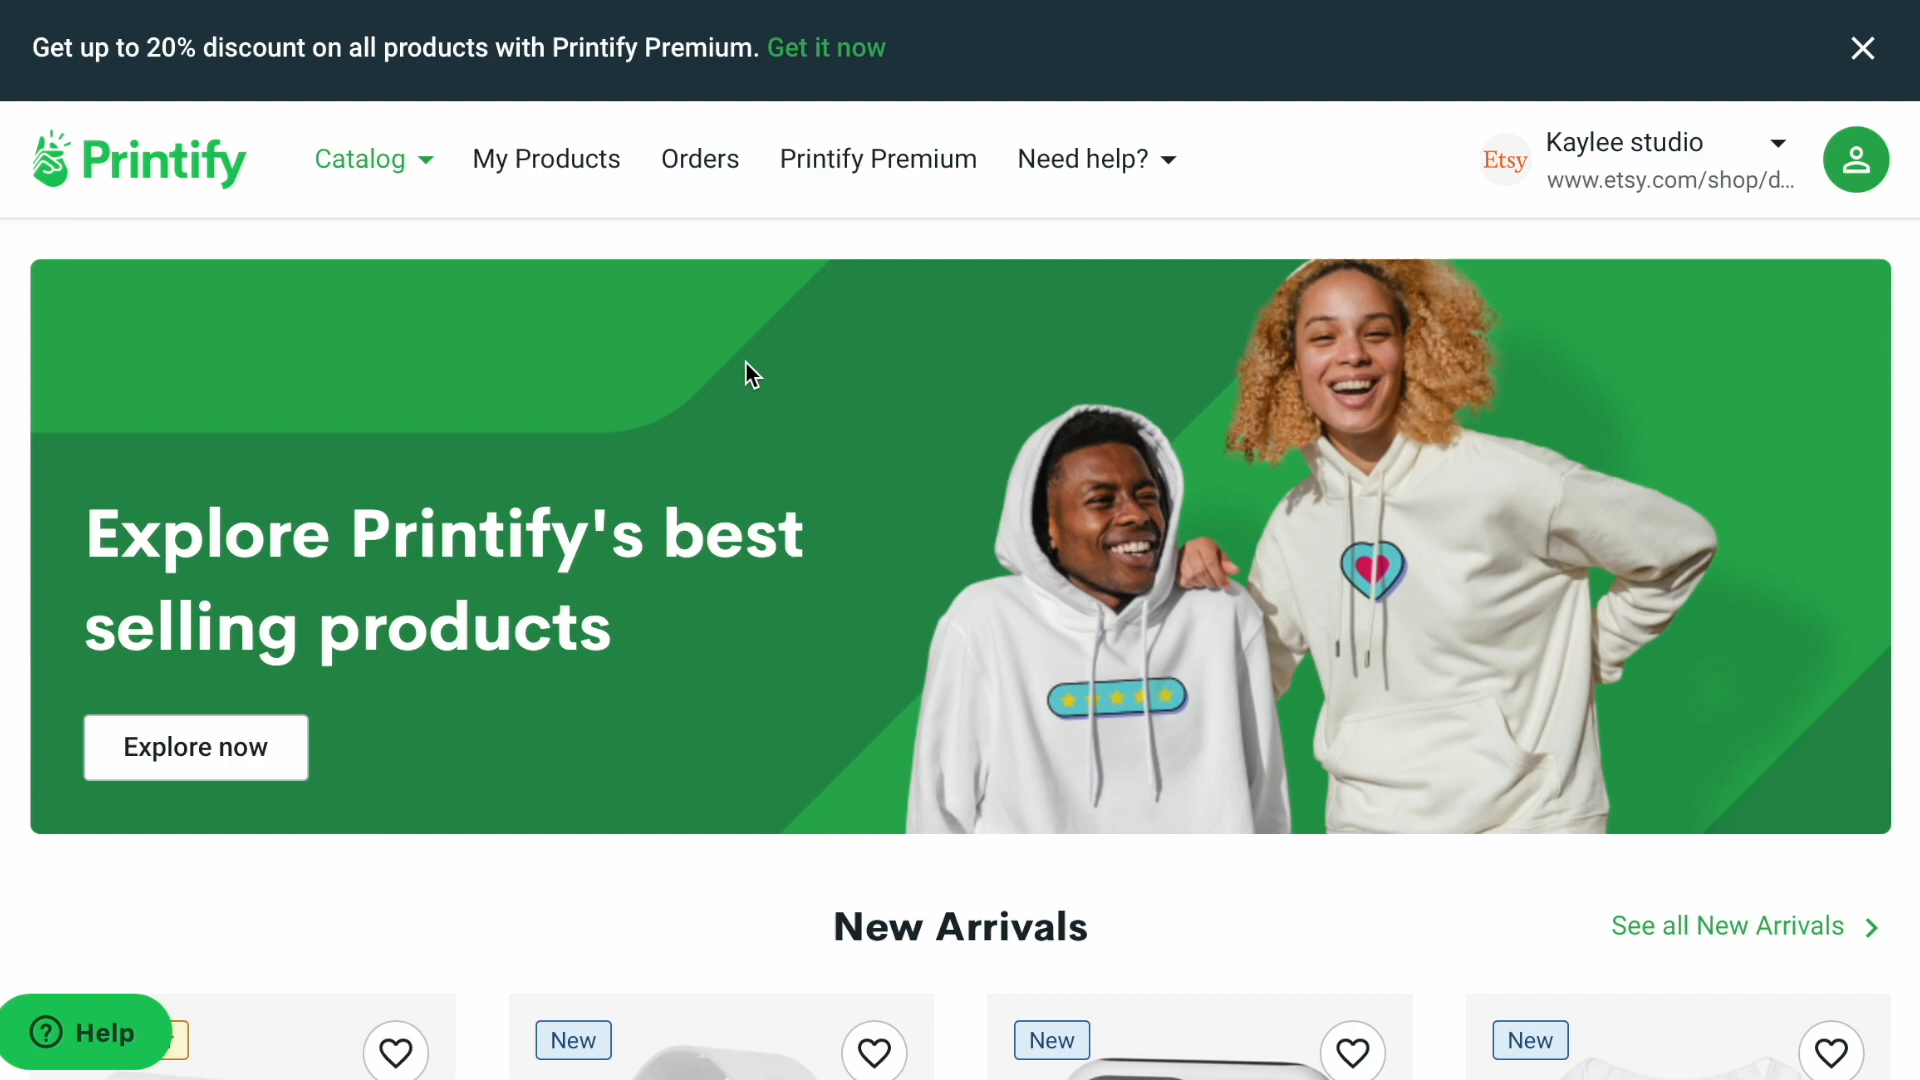 Get up to 20% discount on all products with Printify Premium. Get it now
Printify
Catalog
My Products
Orders
Printify Premium
Need help?
Etsy
Kaylee studio
www.etsy.com/shop/d...
Explore Printify's best
selling products
Explore now
New Arrivals
See all New Arrivals
Help
New
New
New